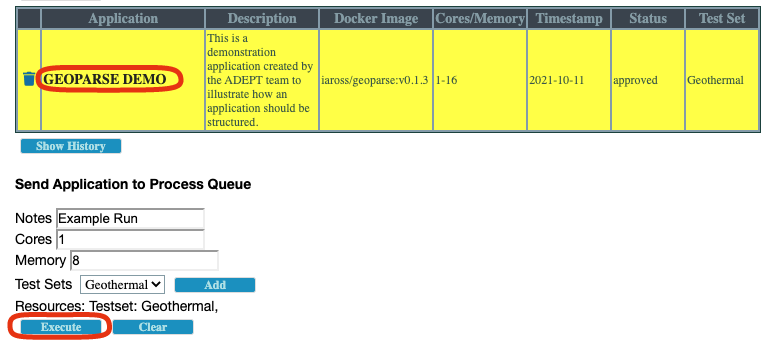 Application Description Docker Image Cores/Memory Timestamp Status Test Set
GEOPARSE DEMO
This is a
demonstration
application created by
the ADEPT team to
illustrate how an
application should be
structured.
iaross/geoparse:v0.1.3
1-16
2021-10-11
approved
Geothermal
Show History
Send Application to Process Queue
Notes Example Run
Cores 1
Memory 8
Test Sets Geothermal Add
Resources: Testset: Geothermal,
Execute Clear